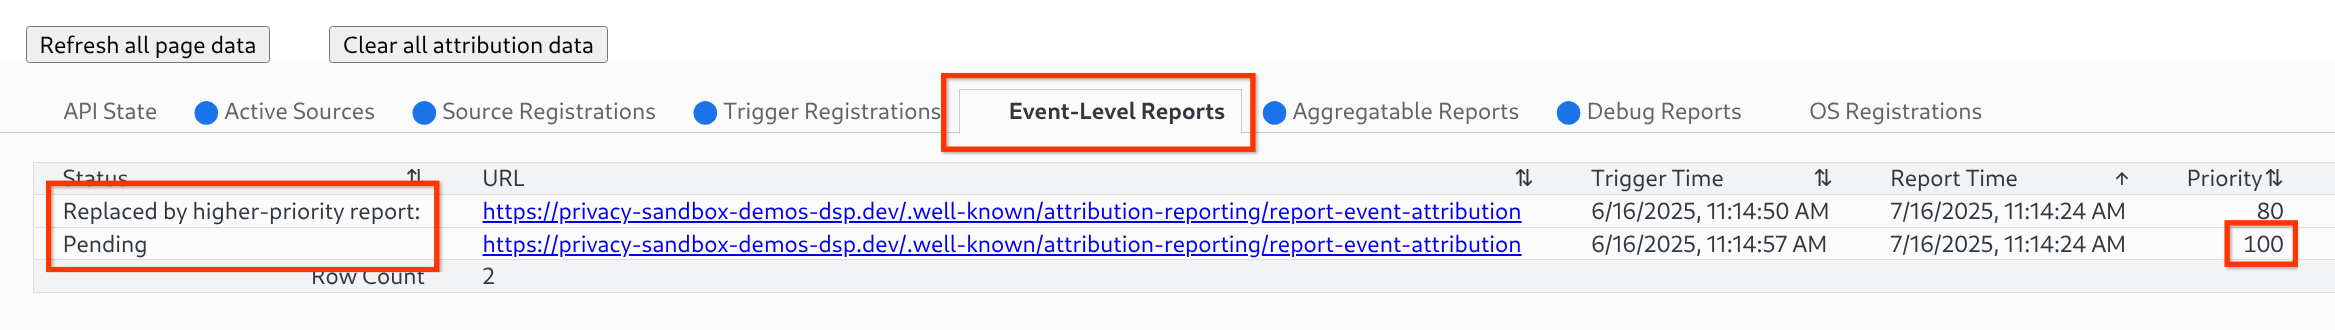 Refresh all page data Clear all attribution data
API State Active Sources Source Registrations Trigger Registrations Event-Level Reports Aggregatable Reports Debug Reports OS Registrations
Status ⇅ URL ⇅ Trigger Time ⇅ Report Time ↑ Priority ⇅
Replaced by higher-priority report: https://privacy-sandbox-demos-dsp.dev/.well-known/attribution-reporting/report-event-attribution 6/16/2025, 11:14:50 AM 7/16/2025, 11:14:24 AM 80
Pending https://privacy-sandbox-demos-dsp.dev/.well-known/attribution-reporting/report-event-attribution 6/16/2025, 11:14:57 AM 7/16/2025, 11:14:24 AM 100
Row Count 2